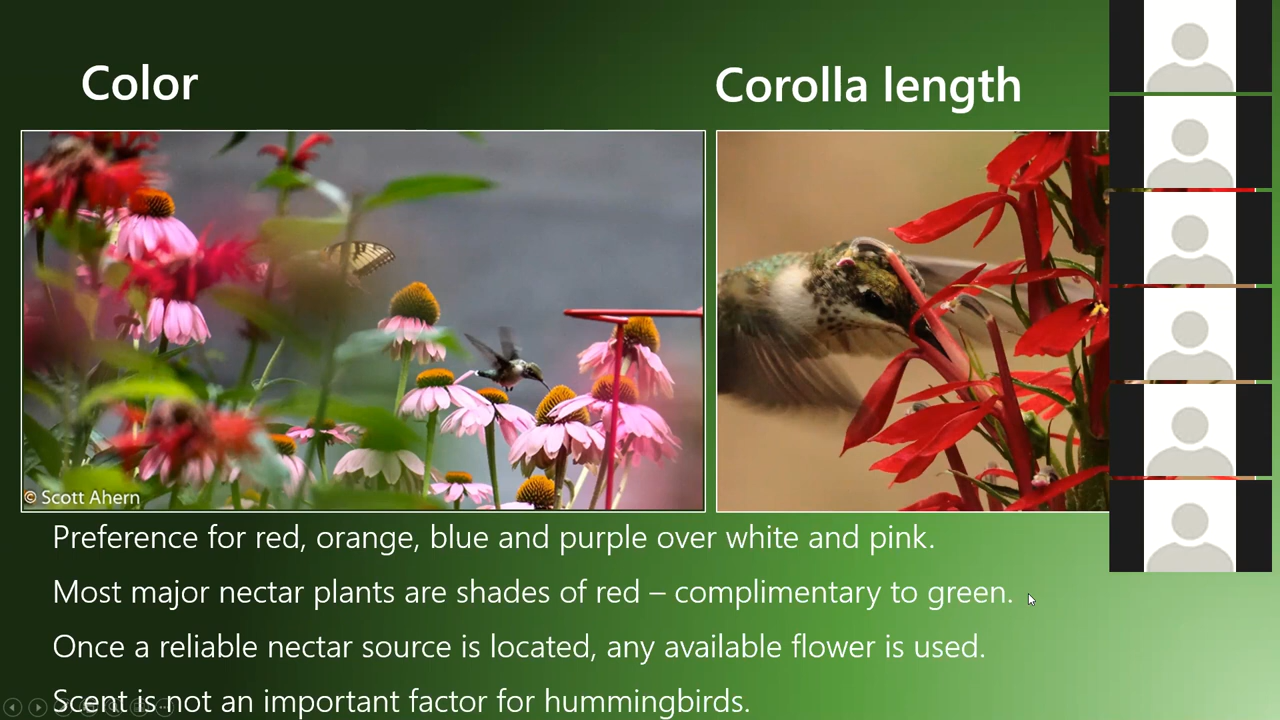 Color
Corolla length
© Scott Ahern
Preference for red, orange, blue and purple over white and pink.
Most major nectar plants are shades of red – complimentary to green.
Once a reliable nectar source is located, any available flower is used.
Scent is not an important factor for hummingbirds.